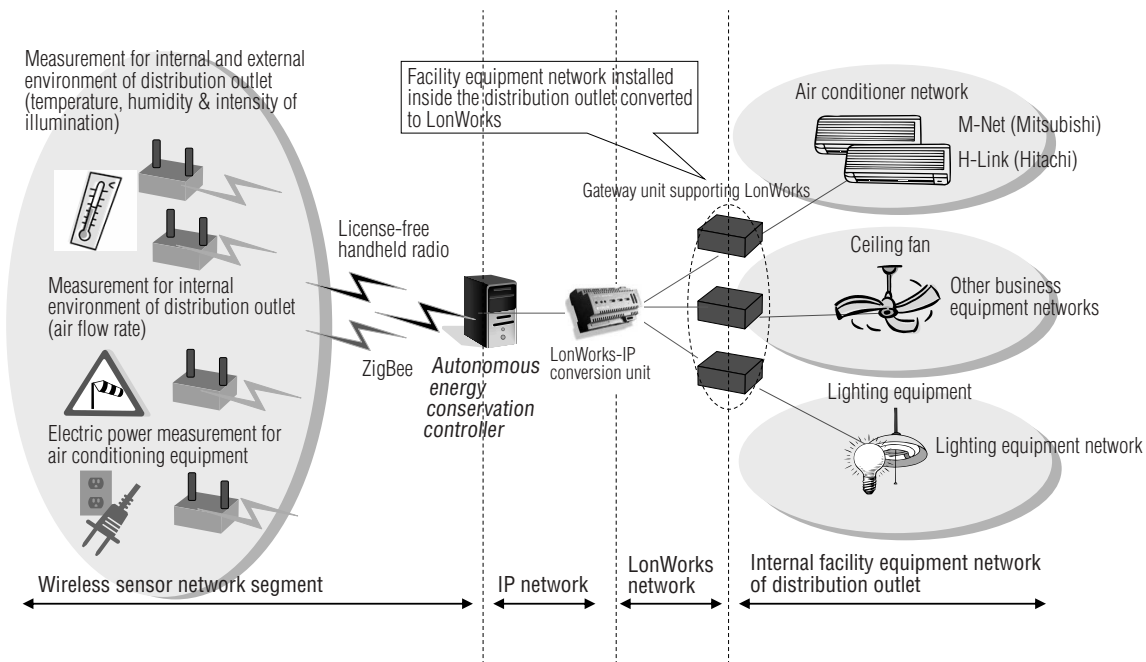 Measurement for internal and external
environment of distribution outlet
(temperature, humidity & intensity of
illumination)
Measurement for internal
environment of distribution outlet
(air flow rate)
Electric power measurement for
air conditioning equipment
License-free
handheld radio
ZigBee
Autonomous
energy
conservation
controller
Facility equipment network installed
inside the distribution outlet converted
to LonWorks
LonWorks-IP
conversion unit
Gateway unit supporting LonWorks
Air conditioner network
M-Net (Mitsubishi)
H-Link (Hitachi)
Ceiling fan
Other business
equipment networks
Lighting equipment
Lighting equipment network
Wireless sensor network segment
IP network
LonWorks
network
Internal facility equipment network
of distribution outlet